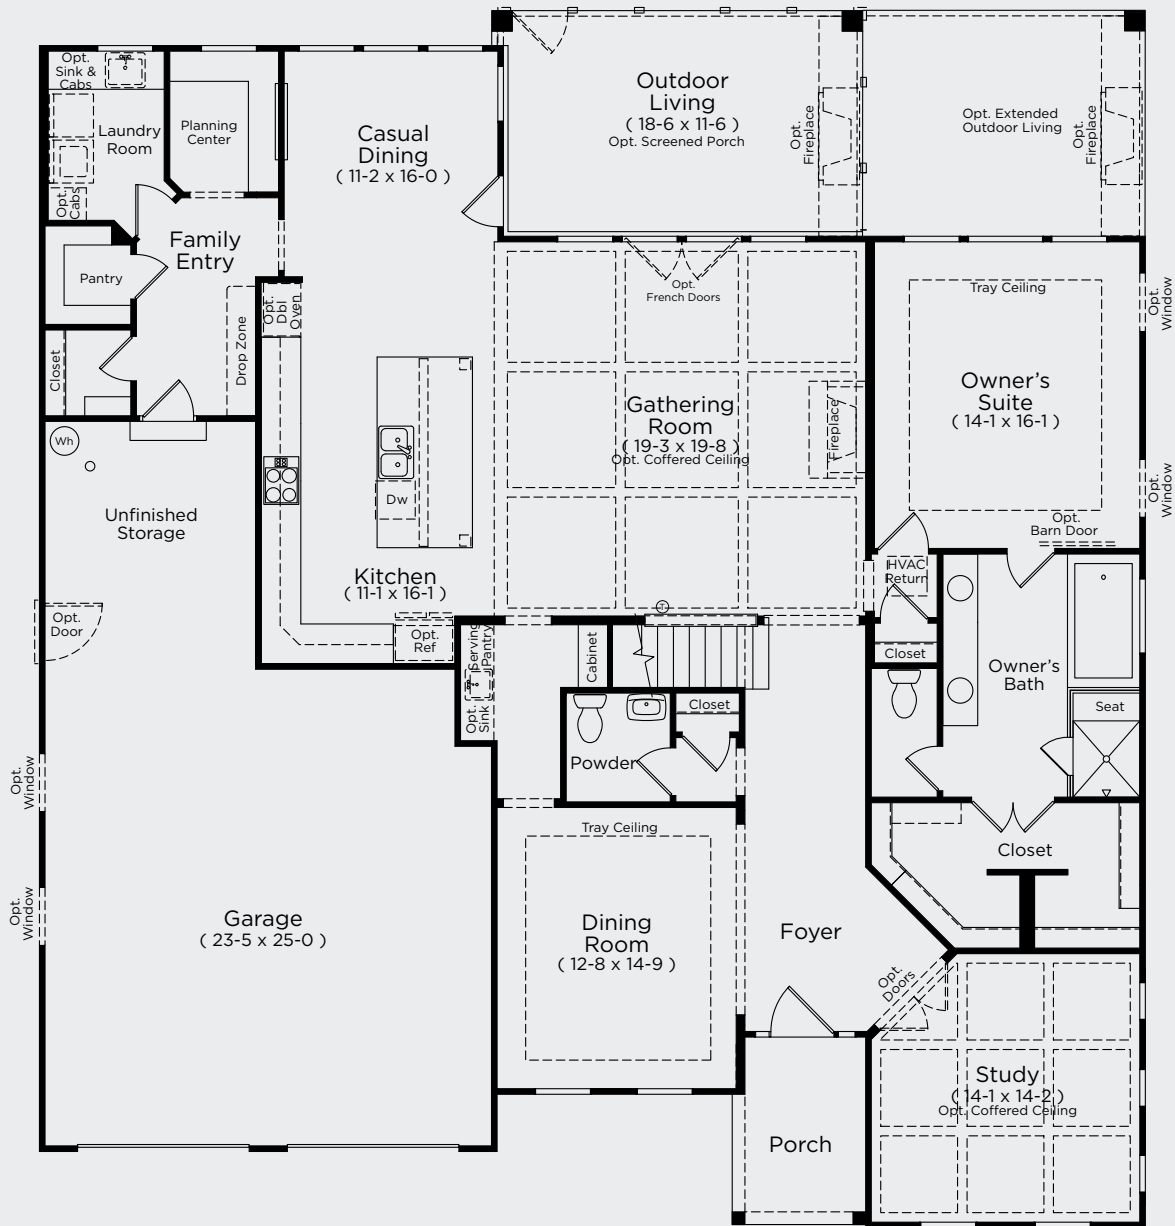 Opt.
Sink &
Cabs
Laundry
Room
Opt.
Cabs
Planning
Center
Casual
Dining
( 11-2 x 16-0 )
Outdoor
Living
( 18-6 x 11-6 )
Opt. Screened Porch
Opt.
Fireplace
Opt. Extended
Outdoor Living
Opt.
Fireplace
Family
Entry
Pantry
Closet
Drop Zone
Opt.
Dbl
Oven
Opt.
French Doors
Gathering
Room
( 19-3 x 19-8 )
Opt. Coffered Ceiling
Fireplace
Tray Ceiling
Owner's
Suite
( 14-1 x 16-1 )
Opt.
Window
Opt.
Window
Opt.
Barn Door
Wh
Unfinished
Storage
Opt.
Door
Dw
Kitchen
( 11-1 x 16-1 )
Opt.
Ref
Serving
Pantry
Opt.
Sink
Cabinet
T
HVAC
Return
Closet
Owner's
Bath
Seat
Closet
Powder
Closet
Opt.
Window
Opt.
Window
Garage
( 23-5 x 25-0 )
Tray Ceiling
Dining
Room
( 12-8 x 14-9 )
Foyer
Opt.
Doors
Study
( 14-1 x 14-2 )
Opt. Coffered Ceiling
Porch